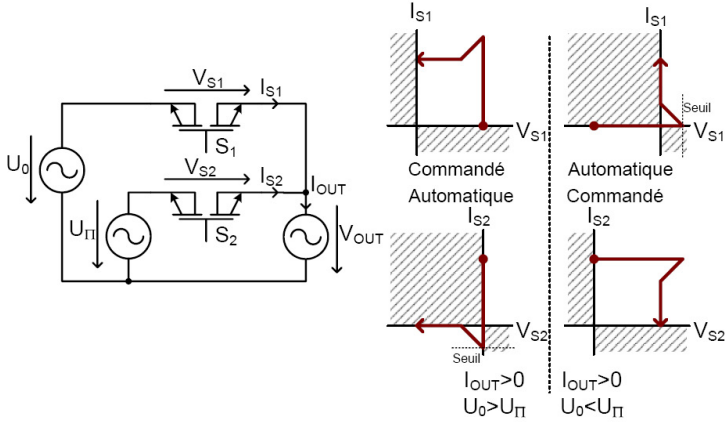 I_S1
I_S1
V_S1
I_S1
S_1
U_0
V_S2
I_S2
I_OUT
U_Π
S_2
V_OUT
V_S1
Seuil
V_S1
Commandé
Automatique
Automatique
Commandé
I_S2
I_S2
V_S2
V_S2
Seuil
I_OUT>0
I_OUT>0
U_0>U_Π
U_0<U_Π